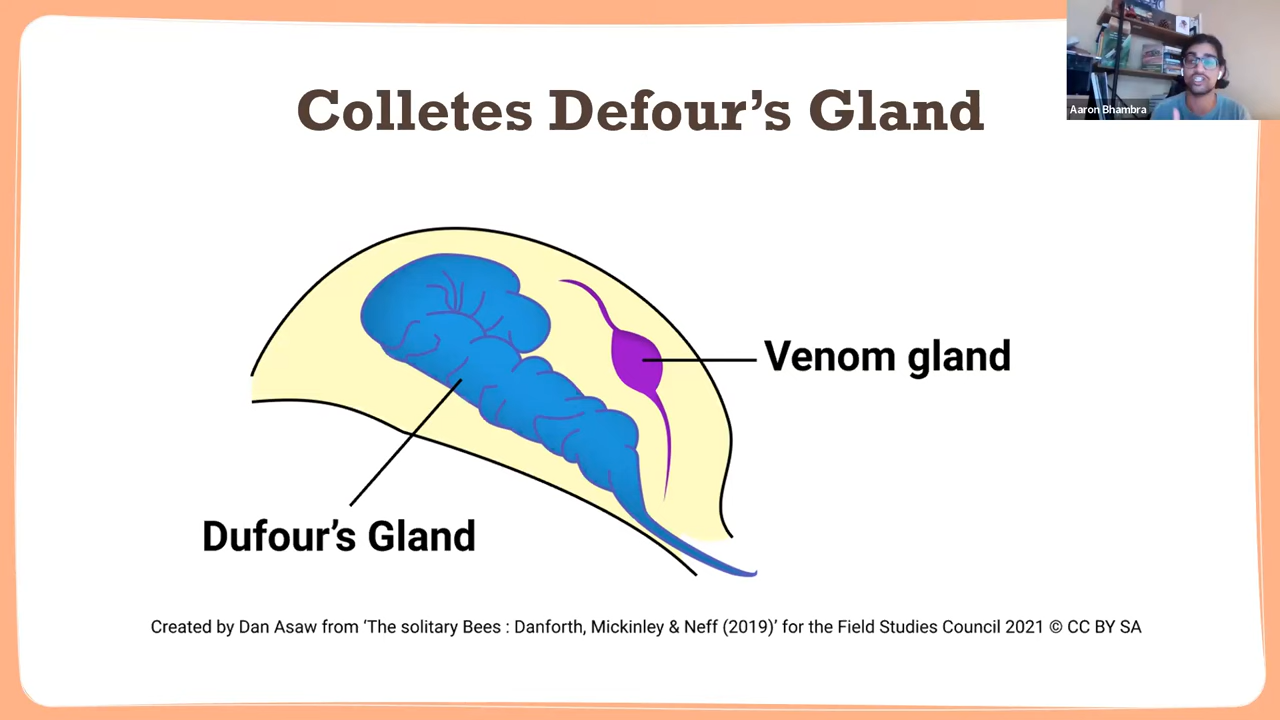 Colletes Defour's Gland
Aaron Bhambra
Venom gland
Dufour's Gland
Created by Dan Asaw from ‘The solitary Bees : Danforth, Mickinley & Neff (2019)’ for the Field Studies Council 2021 © CC BY SA